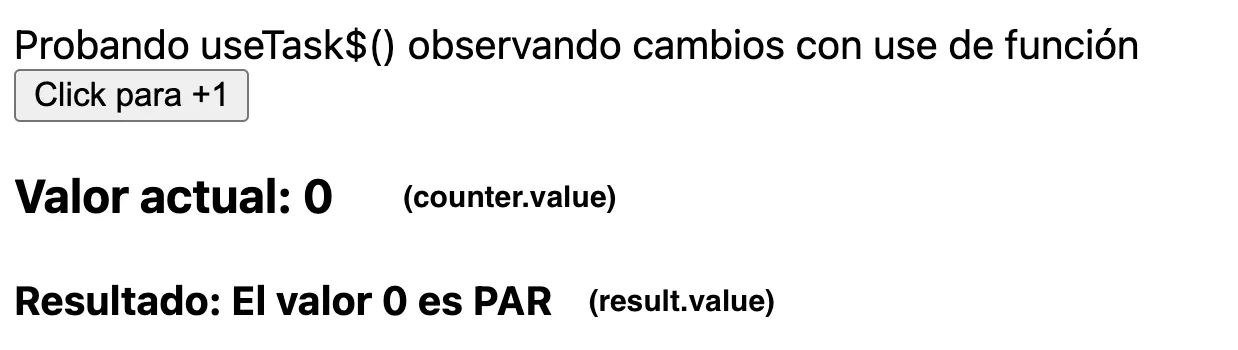 Probando useTask$() observando cambios con use de función
Click para +1
Valor actual: 0 (counter.value)
Resultado: El valor 0 es PAR (result.value)